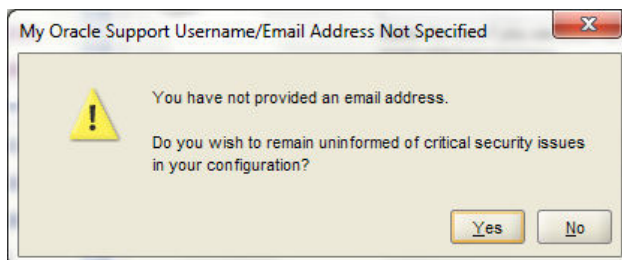 My Oracle Support Username/Email Address Not Specified
You have not provided an email address.
Do you wish to remain uninformed of critical security issues
in your configuration?
Yes
No